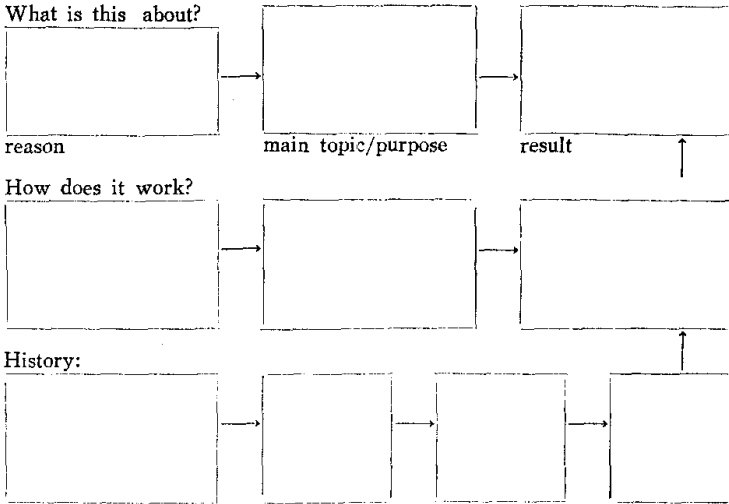 What is this about?
reason
main topic/purpose
result
How does it work?
History: